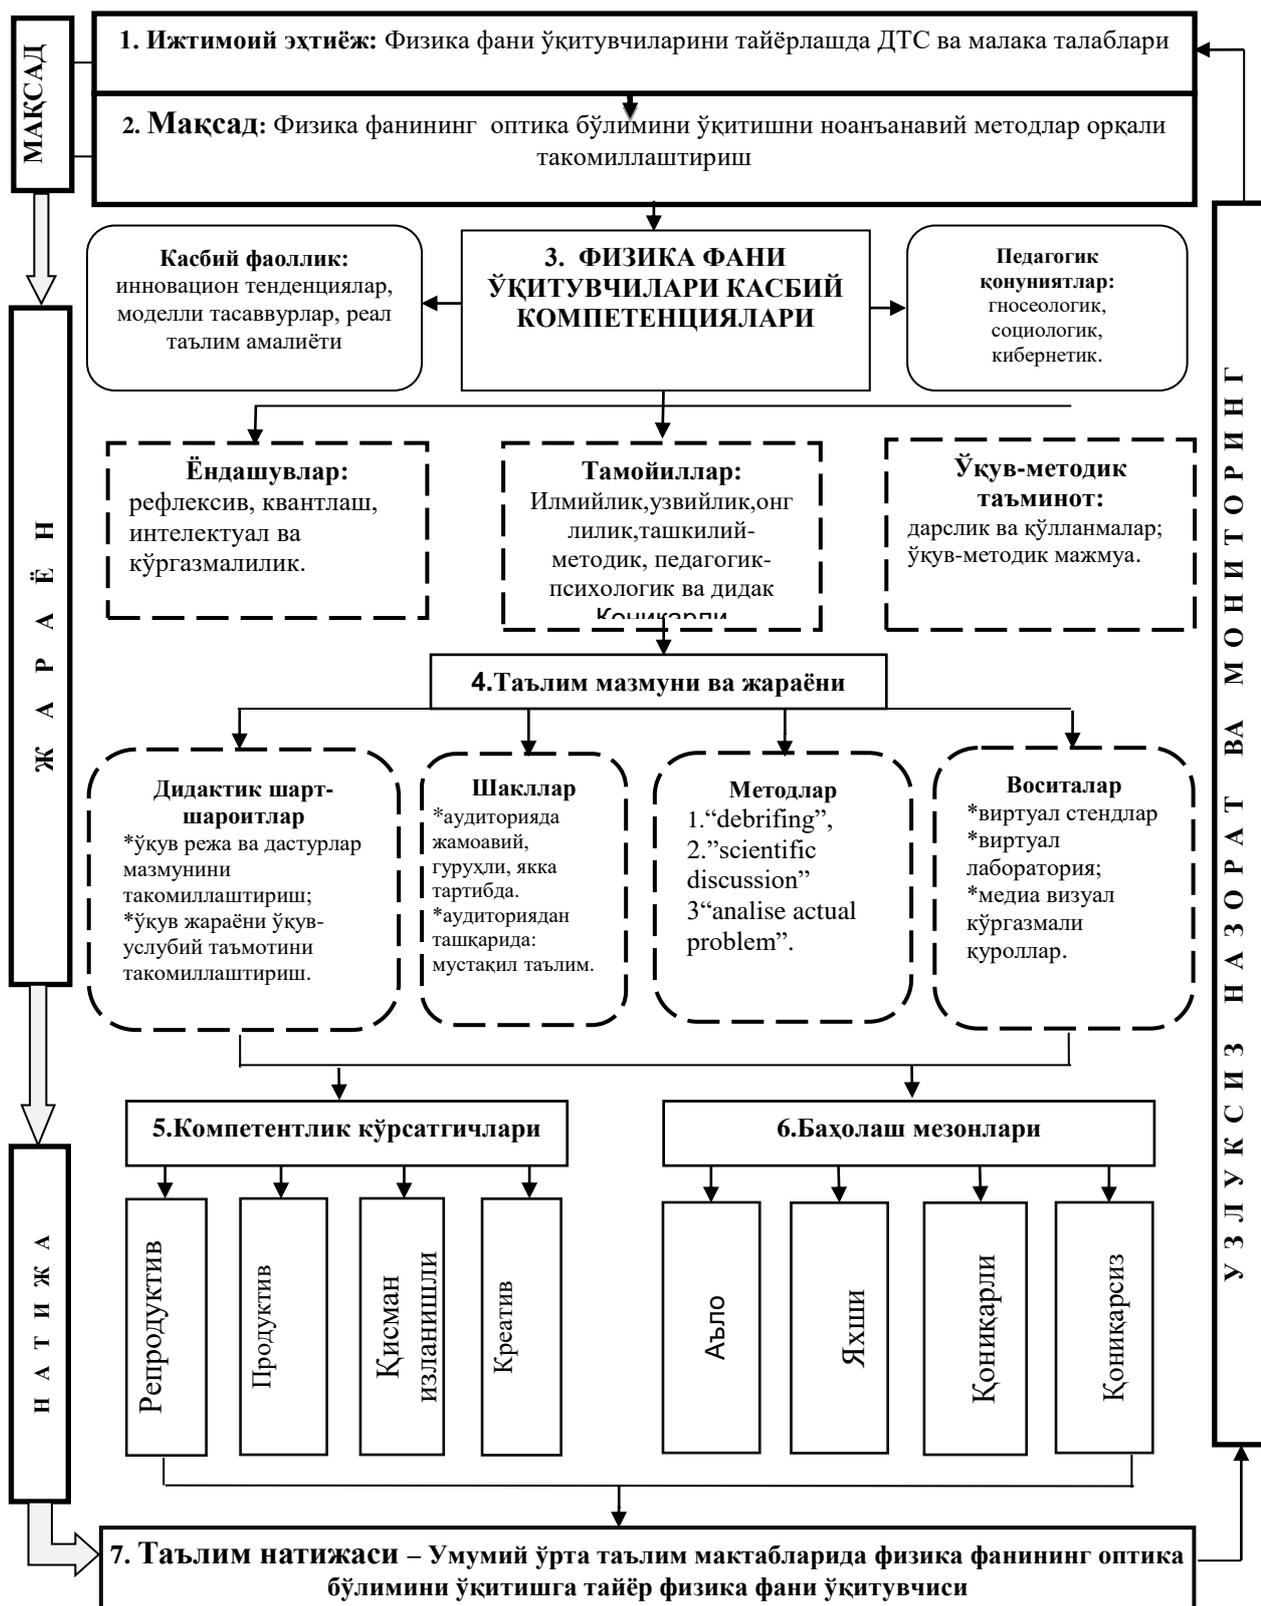 МАҚСАД
1. Ижтимоий эҳтиёж: Физика фани ўқитувчиларини тайёрлашда ДТС ва малака талаблари
2. Мақсад: Физика фанининг оптика бўлимини ўқитишни ноанъанавий методлар орқали
такомиллаштириш
Касбий фаоллик:
инновацион тенденциялар,
моделли тасаввурлар, реал
таълим амалиёти
3. ФИЗИКА ФАНИ
ЎҚИТУВЧИЛАРИ КАСБИЙ
КОМПЕТЕНЦИЯЛАРИ
Педагогик
қонуниятлар:
гносеологик,
социологик,
кибернетик.
Ж А Р А Ё Н
Ёндашувлар:
рефлексив, квантлаш,
интелектуал ва
кўргазмалилик.
Тамойиллар:
Илмийлик,узвийлик,онг
лилик,ташкилий-
методик, педагогик-
психологик ва дидак
Ўқув-методик
таъминот:
дарслик ва қўлланмалар;
ўқув-методик мажмуа.
4.Таълим мазмуни ва жараёни
Дидактик шарт-
шароитлар
*ўқув режа ва дастурлар
мазмунини
такомиллаштириш;
*ўқув жараёни ўқув-
услубий таъмотини
такомиллаштириш.
Шакллар
*аудиторияда
жамоавий,
гуруҳли, якка
тартибда.
*аудиториядан
ташқарида:
мустақил таълим.
Методлар
1.“debrifing”,
2.”scientific
discussion”
3“analise actual
problem”.
Воситалар
*виртуал стендлар
*виртуал
лаборатория;
*медиа визуал
кўргазмали
қуроллар.
УЗЛУКСИЗ НАЗОРАТ ВА МОНИТОРИНГ
Н А Т И Ж А
5.Компетентлик кўрсатгичлари
6.Баҳолаш мезонлари
Репродуктив
Продуктив
Қисман
изланишли
Креатив
Аъло
Яхши
Қониқарли
Қониқарсиз
7. Таълим натижаси – Умумий ўрта таълим мактабларида физика фанининг оптика
бўлимини ўқитишга тайёр физика фани ўқитувчиси